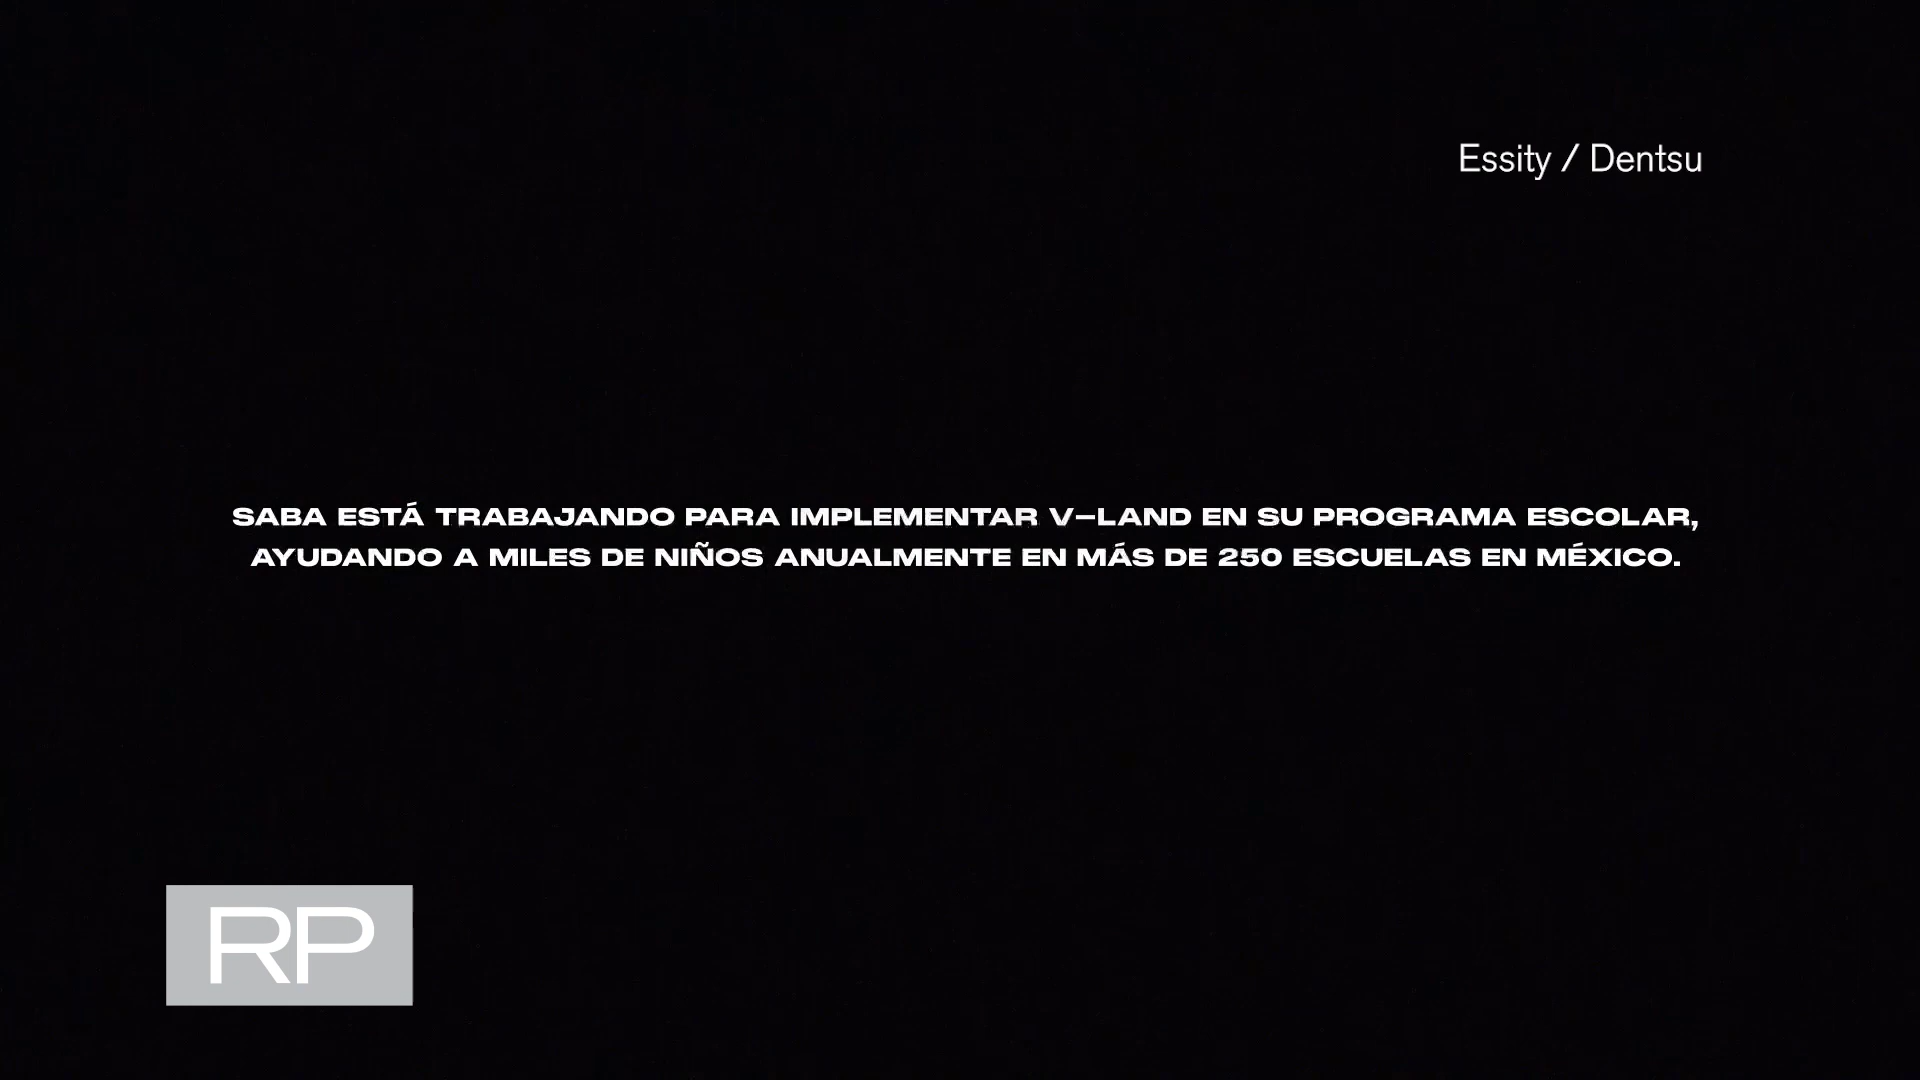 Essity / Dentsu
SABA ESTÁ TRABAJANDO PARA IMPLEMENTAR V-LAND EN SU PROGRAMA ESCOLAR,
AYUDANDO A MILES DE NIÑOS ANUALMENTE EN MÁS DE 250 ESCUELAS EN MÉXICO.
RP